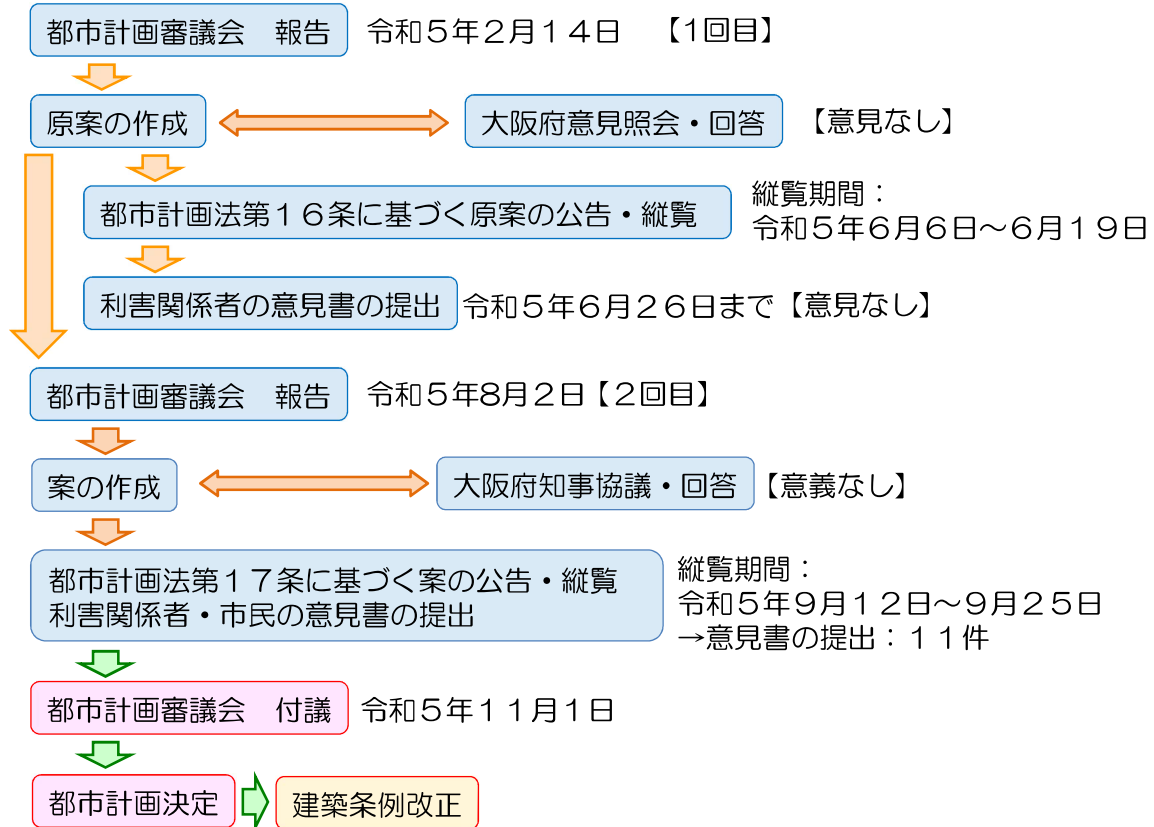 都市計画審議会　報告　令和５年２月１４日　【1回目】
原案の作成　大阪府意見照会・回答　【意見なし】
都市計画法第１６条に基づく原案の公告・縦覧
縦覧期間：
令和５年６月６日～６月１９日
利害関係者の意見書の提出　令和５年６月２６日まで【意見なし】
都市計画審議会　報告　令和５年8月２日【２回目】
案の作成　大阪府知事協議・回答【意義なし】
都市計画法第１７条に基づく案の公告・縦覧
利害関係者・市民の意見書の提出
縦覧期間：
令和５年９月１２日～９月２５日
→意見書の提出：１１件
都市計画審議会　付議　令和５年１１月１日
都市計画決定　建築条例改正